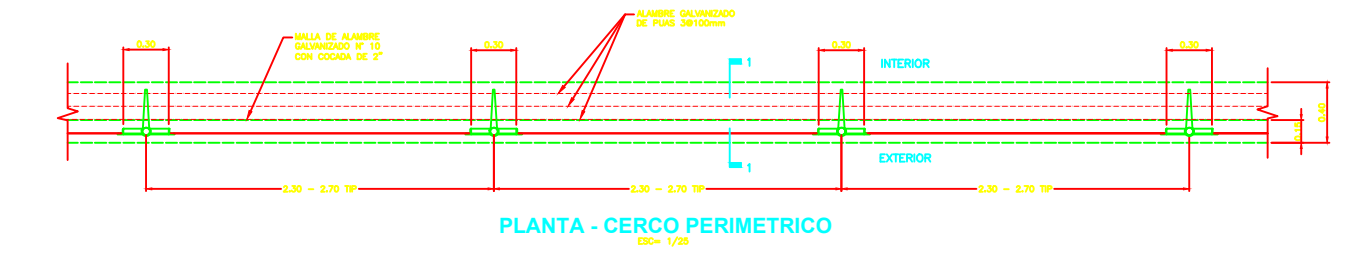 ALAMBRE GALVANIZADO
DE PUAS 3@100mm
MALLA DE ALAMBRE
GALVANIZADO N° 10
CON COCADA DE 2"
0.30
0.30
0.30
0.30
1
INTERIOR
0.40
0.15
EXTERIOR
1
2.30 - 2.70 TIP
2.30 - 2.70 TIP
2.30 - 2.70 TIP
PLANTA - CERCO PERIMETRICO
ESC= 1/25